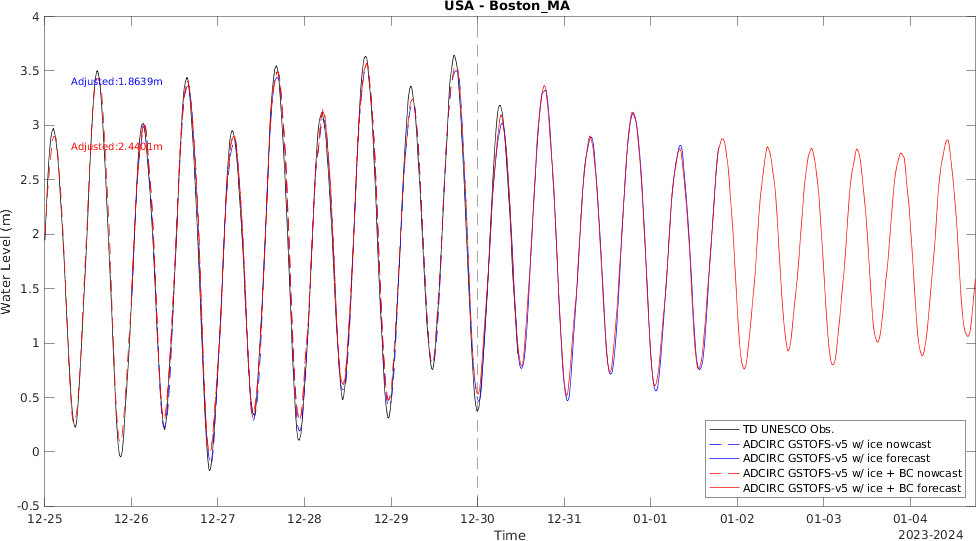 USA - Boston_MA
4
3.5
3
2.5
2
1.5
1
0.5
0
-0.5
Water Level (m)
Adjusted:1.8639m
Adjusted:2.4401m
TD UNESCO Obs.
ADCIRC GSTOFS-v5 w/ ice nowcast
ADCIRC GSTOFS-v5 w/ ice forecast
ADCIRC GSTOFS-v5 w/ ice + BC nowcast
ADCIRC GSTOFS-v5 w/ ice + BC forecast
12-25 12-26 12-27 12-28 12-29 12-30 12-31 01-01 01-02 01-03 01-04
Time
2023-2024